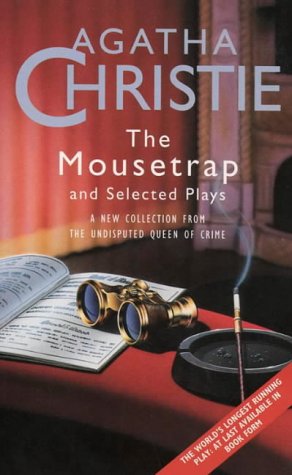 AGATHA
CHRISTIE
The
Mousetrap
and Selected Plays
A NEW COLLECTION FROM
THE UNDISPUTED QUEEN OF CRIME
THE WORLD'S LONGEST RUNNING
PLAY: AT LAST AVAILABLE IN
BOOK FORM